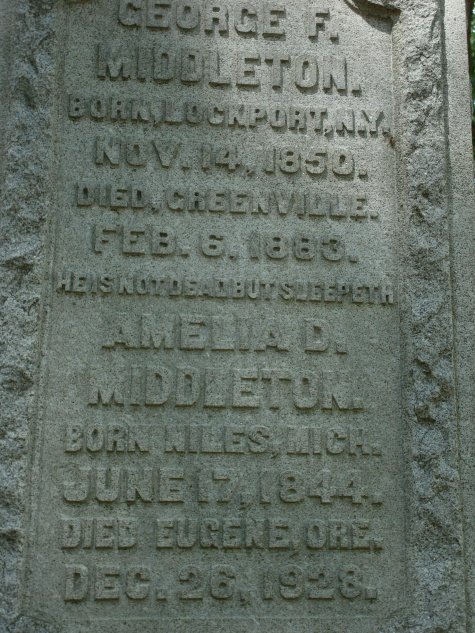 GEORGE F.
MIDDLETON.
BORN, LOCKPORT, N.Y.
NOV. 14, 1850.
DIED, GREENVILLE.
FEB. 6. 1883.
HE IS NOT DEAD BUT SLEEPETH
AMELIA D.
MIDDLETON.
BORN NILES, MICH.
JUNE 17, 1844.
DIED EUGENE, ORE.
DEC. 26, 1928.